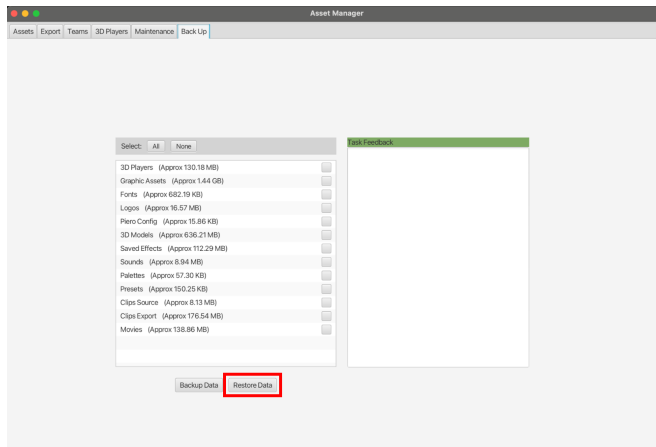 Asset Manager
Assets Export Teams 3D Players Maintenance Back Up
Select: All None
Task Feedback
3D Players (Approx 130.18 MB)
Graphic Assets (Approx 1.44 GB)
Fonts (Approx 682.19 KB)
Logos (Approx 16.57 MB)
Piero Config (Approx 15.86 KB)
3D Models (Approx 636.21 MB)
Saved Effects (Approx 112.29 MB)
Sounds (Approx 8.94 MB)
Palettes (Approx 57.30 KB)
Presets (Approx 150.25 KB)
Clips Source (Approx 8.13 MB)
Clips Export (Approx 176.54 MB)
Movies (Approx 138.86 MB)
Backup Data Restore Data